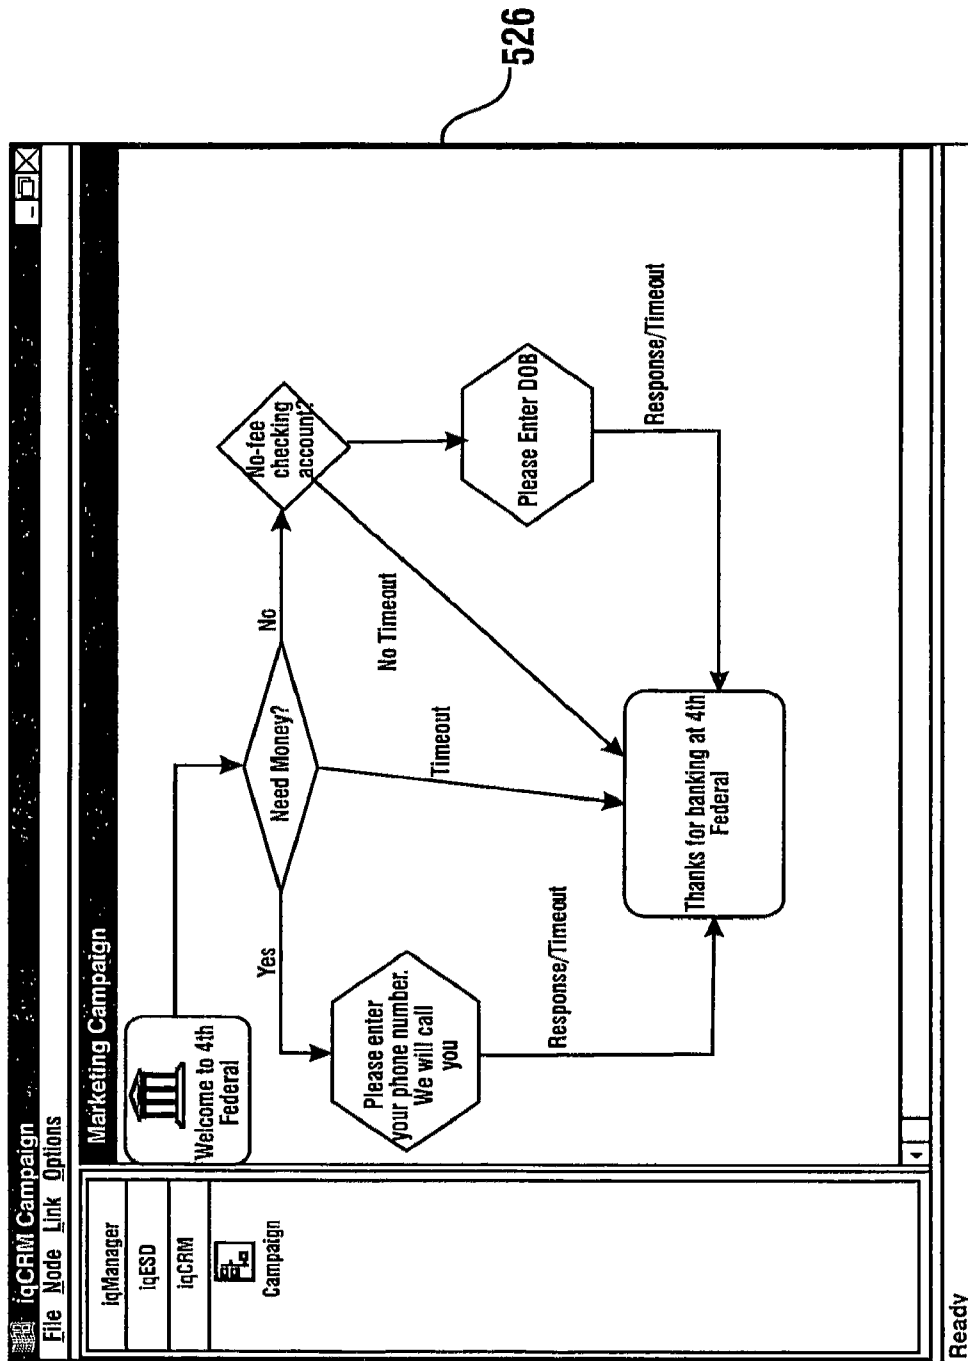 iqCRM Campaign
File Node Link Options
iqManager
iqESD
iqCRM
Campaign
Marketing Campaign
Welcome to 4th
Federal
Need Money?
Yes
No
Timeout
No-fee
checking
account?
No Timeout
Please enter
your phone number.
We will call
you
Please Enter DOB
Response/Timeout
Response/Timeout
Thanks for banking at 4th
Federal
Ready
526